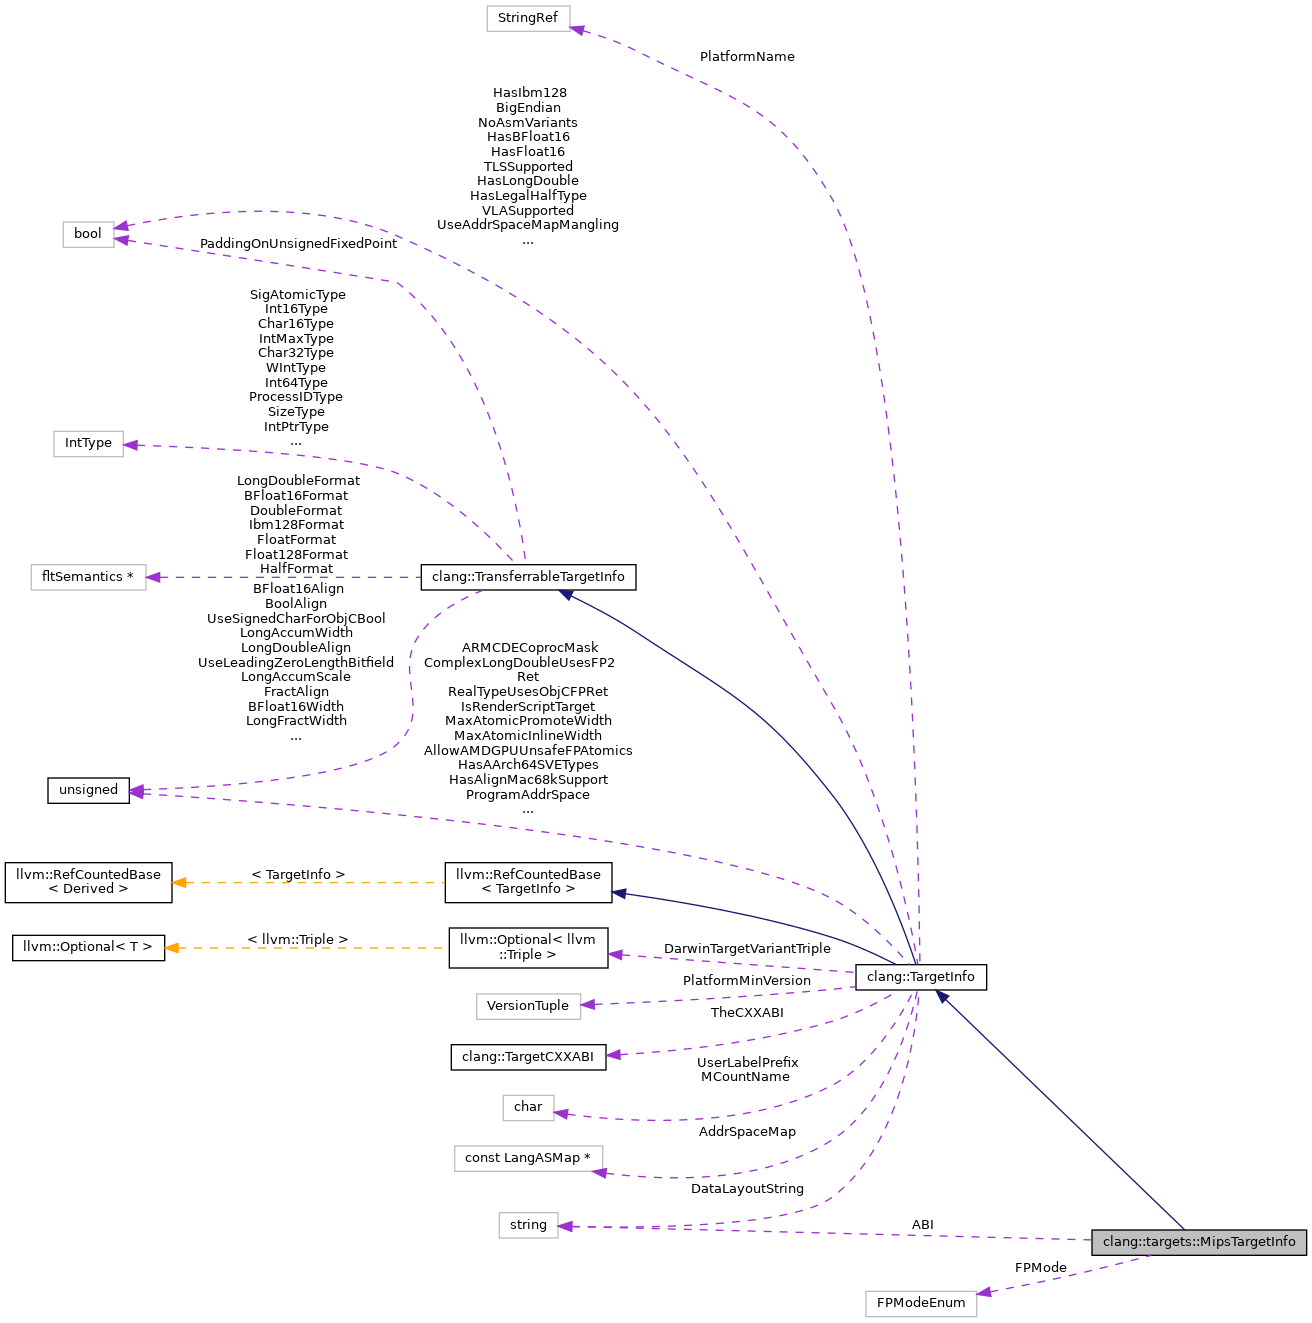 StringRef
PlatformName
HasIbm128
BigEndian
NoAsmVariants
HasBFloat16
HasFloat16
TLSSupported
HasLongDouble
HasLegalHalfType
VLASupported
UseAddrSpaceMapMangling
...
bool
PaddingOnUnsignedFixedPoint
SigAtomicType
Int16Type
Char16Type
IntMaxType
Char32Type
WIntType
Int64Type
ProcessIDType
SizeType
IntPtrType
...
IntType
LongDoubleFormat
BFloat16Format
DoubleFormat
Ibm128Format
FloatFormat
Float128Format
HalfFormat
fltSemantics *
clang::TransferrableTargetInfo
BFloat16Align
BoolAlign
UseSignedCharForObjCBool
LongAccumWidth
LongDoubleAlign
UseLeadingZeroLengthBitfield
LongAccumScale
FractAlign
BFloat16Width
LongFractWidth
...
ARMCDECoprocMask
ComplexLongDoubleUsesFP2
Ret
RealTypeUsesObjCFPRet
IsRenderScriptTarget
MaxAtomicPromoteWidth
MaxAtomicInlineWidth
AllowAMDGPUUnsafeFPAtomics
HasAArch64SVETypes
HasAlignMac68kSupport
ProgramAddrSpace
...
unsigned
llvm::RefCountedBase
< Derived >
< TargetInfo >
llvm::RefCountedBase
< TargetInfo >
llvm::Optional< T >
< llvm::Triple >
llvm::Optional< llvm
::Triple >
DarwinTargetVariantTriple
clang::TargetInfo
PlatformMinVersion
VersionTuple
TheCXXABI
clang::TargetCXXABI
UserLabelPrefix
MCountName
char
AddrSpaceMap
const LangASMap *
DataLayoutString
string
ABI
clang::targets::MipsTargetInfo
FPMode
FPModeEnum